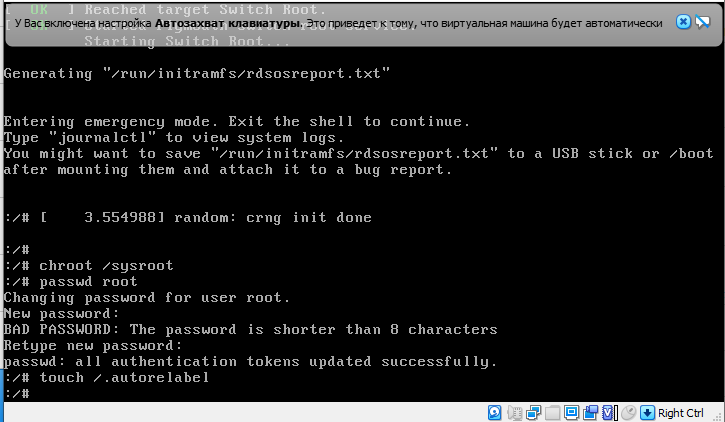 OK ] Reached target Switch Root.
У Вас включена настройка Автозахват клавиатуры. Это приведет к тому, что виртуальная машина будет автоматически
Starting Switch Root...
Generating "/run/initramfs/rdsosreport.txt"
Entering emergency mode. Exit the shell to continue.
Type "journalctl" to view system logs.
You might want to save "/run/initramfs/rdsosreport.txt" to a USB stick or /boot
after mounting them and attach it to a bug report.
:/# [    3.554988] random: crng init done
:/#
:/# chroot /sysroot
:/# passwd root
Changing password for user root.
New password:
BAD PASSWORD: The password is shorter than 8 characters
Retype new password:
passwd: all authentication tokens updated successfully.
:/# touch /.autorelabel
:/#
Right Ctrl